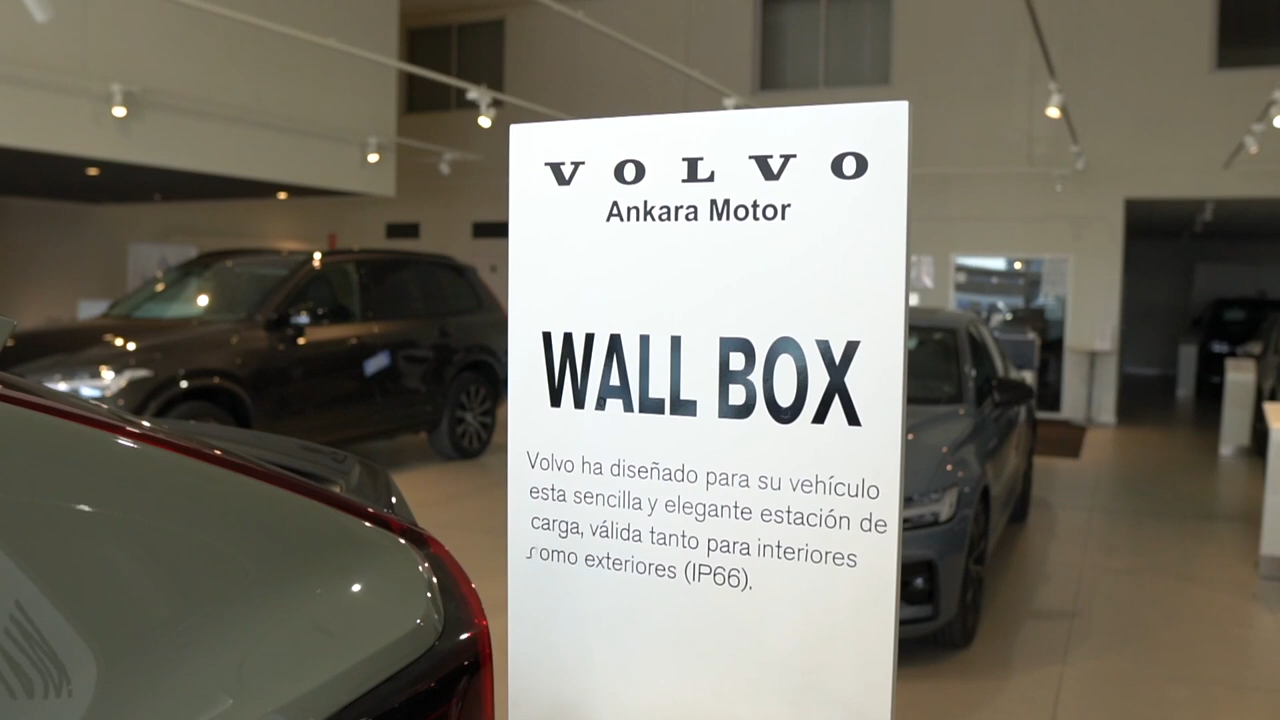 VOLVO
Ankara Motor
WALL BOX
Volvo ha diseñado para su vehículo
esta sencilla y elegante estación de
carga, válida tanto para interiores
como exteriores (IP66).